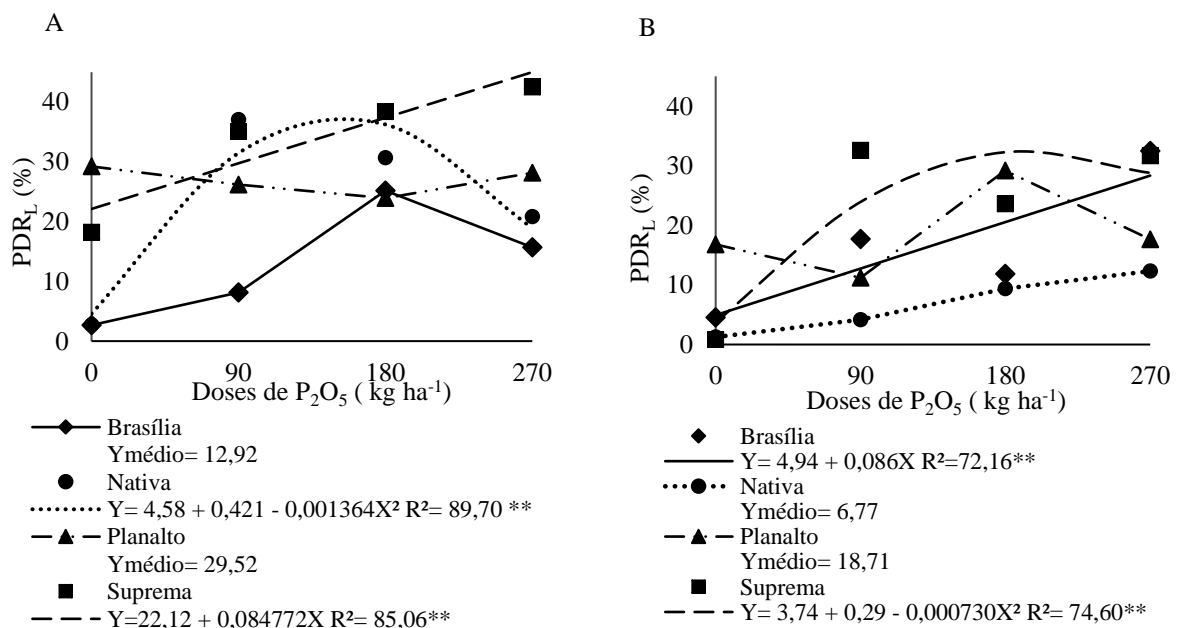 A
PDR_L (%)
40
30
20
10
0
0 90 180 270
Doses de P₂O₅ ( kg ha⁻¹)
Brasília
Ymédio= 12,92
Nativa
Y= 4,58 + 0,421 - 0,001364X² R²= 89,70 **
Planalto
Ymédio= 29,52
Suprema
Y=22,12 + 0,084772X R²= 85,06**
B
PDR_L (%)
40
30
20
10
0
0 90 180 270
Doses de P₂O₅ ( kg ha⁻¹)
Brasília
Y= 4,94 + 0,086X R²=72,16**
Nativa
Ymédio= 6,77
Planalto
Ymédio= 18,71
Suprema
Y= 3,74 + 0,29 - 0,000730X² R²= 74,60**